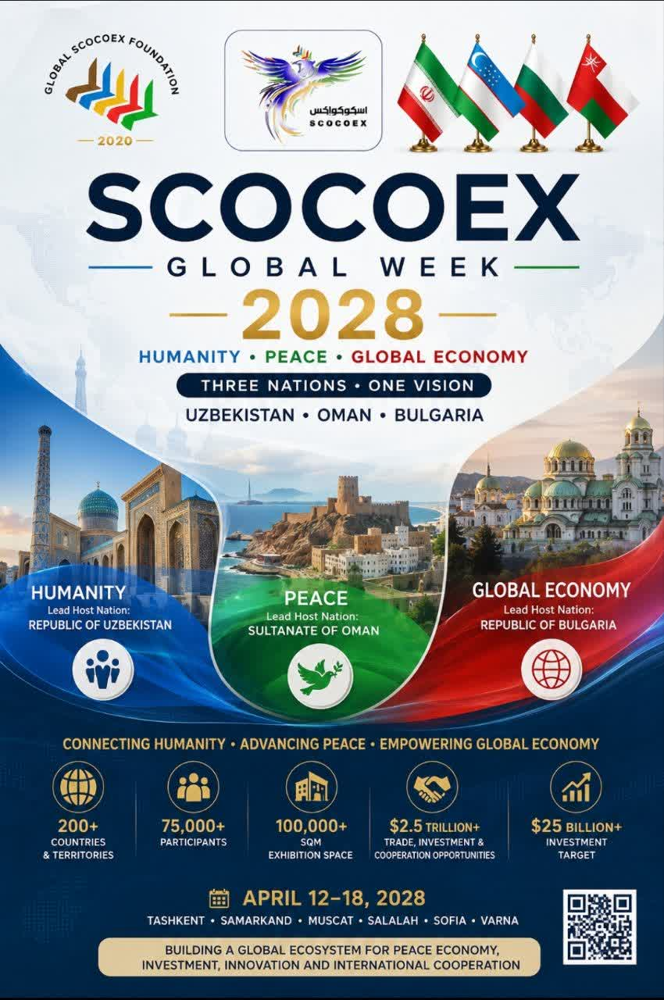 GLOBAL SCOCOEX FOUNDATION
2020
اسکوکواکس
SCOCOEX
SCOCOEX
GLOBAL WEEK
2028
HUMANITY • PEACE • GLOBAL ECONOMY
THREE NATIONS • ONE VISION
UZBEKISTAN • OMAN • BULGARIA
HUMANITY
Lead Host Nation:
REPUBLIC OF UZBEKISTAN
PEACE
Lead Host Nation:
SULTANATE OF OMAN
GLOBAL ECONOMY
Lead Host Nation:
REPUBLIC OF BULGARIA
CONNECTING HUMANITY • ADVANCING PEACE • EMPOWERING GLOBAL ECONOMY
200+
COUNTRIES
& TERRITORIES
75,000+
PARTICIPANTS
100,000+
SQM
EXHIBITION SPACE
$2.5 TRILLION+
TRADE, INVESTMENT &
COOPERATION OPPORTUNITIES
$25 BILLION+
INVESTMENT
TARGET
APRIL 12–18, 2028
TASHKENT • SAMARKAND • MUSCAT • SALALAH • SOFIA • VARNA
BUILDING A GLOBAL ECOSYSTEM FOR PEACE ECONOMY,
INVESTMENT, INNOVATION AND INTERNATIONAL COOPERATION